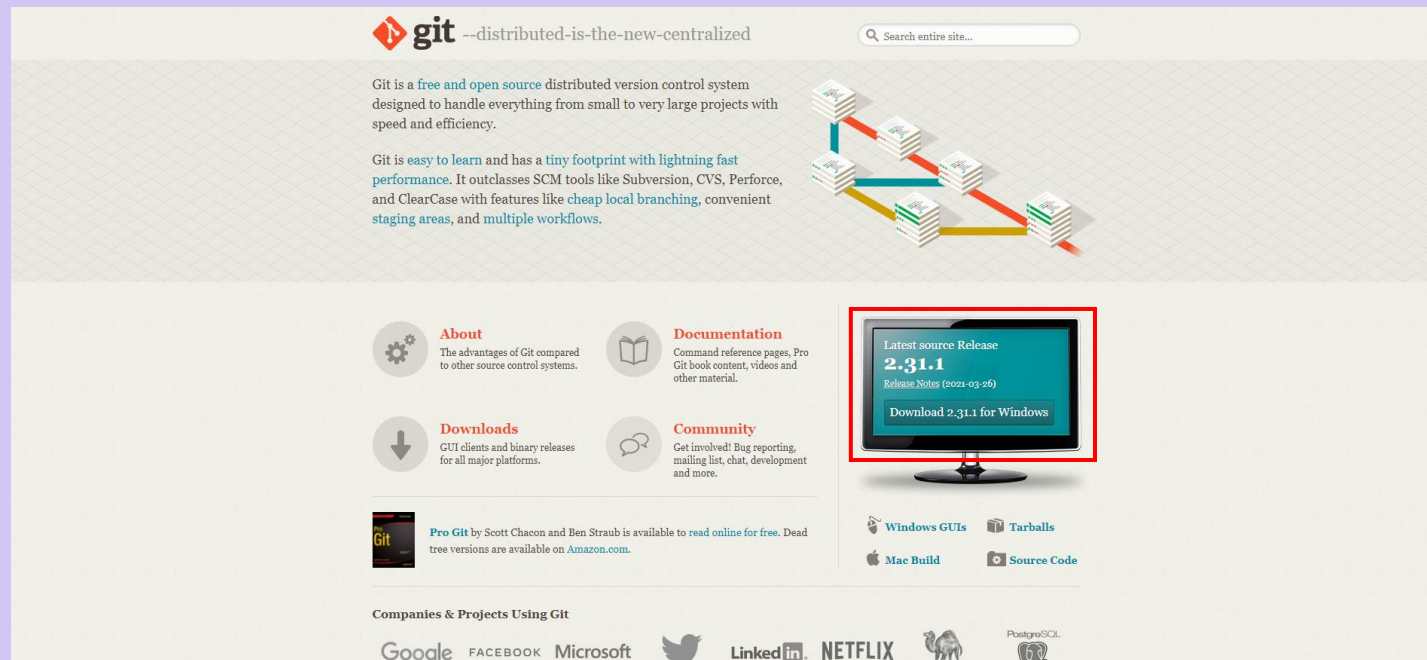 git --distributed-is-the-new-centralized
Search entire site...
Git is a free and open source distributed version control system
designed to handle everything from small to very large projects with
speed and efficiency.
Git is easy to learn and has a tiny footprint with lightning fast
performance. It outclasses SCM tools like Subversion, CVS, Perforce,
and ClearCase with features like cheap local branching, convenient
staging areas, and multiple workflows.
About
The advantages of Git compared
to other source control systems.
Documentation
Command reference pages, Pro
Git book content, videos and
other material.
Downloads
GUI clients and binary releases
for all major platforms.
Community
Get involved! Bug reporting,
mailing list, chat, development
and more.
Latest source Release
2.31.1
Release Notes (2021-03-26)
Download 2.31.1 for Windows
Pro
Git
Pro Git by Scott Chacon and Ben Straub is available to read online for free. Dead
tree versions are available on Amazon.com.
Windows GUIs
Tarballs
Mac Build
Source Code
Companies & Projects Using Git
Google FACEBOOK Microsoft Linked in. NETFLIX PostgreSQL